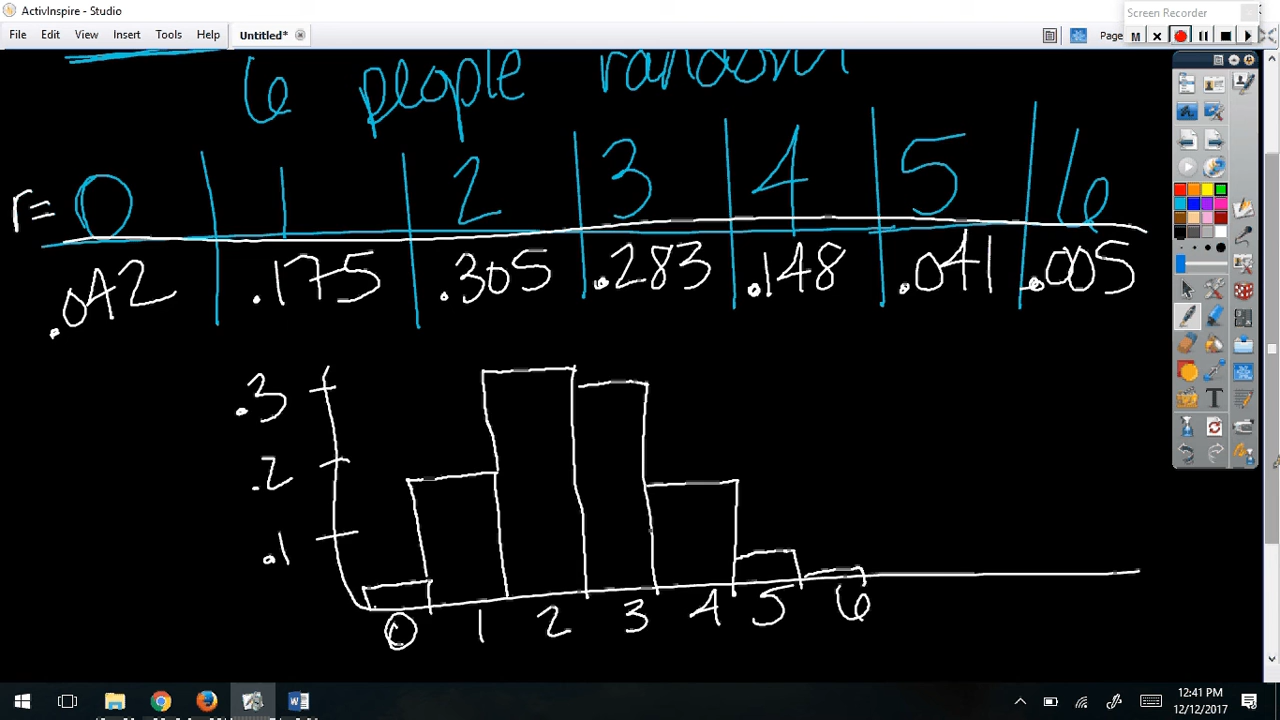 ActivInspire - Studio
Screen Recorder
File Edit View Insert Tools Help Untitled* Page
M
6 people random
r= 0 1 2 3 4 5 6
.042 .175 .305 .283 .148 .041 .005
.3
.2
.1
0 1 2 3 4 5 6
12:41 PM
12/12/2017